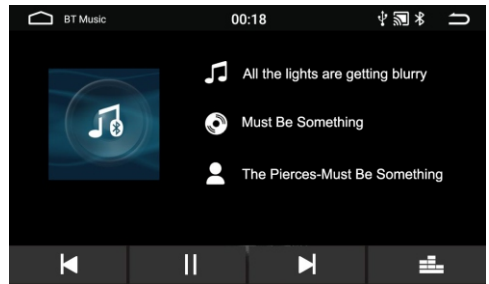 BT Music
00:18
All the lights are getting blurry
Must Be Something
The Pierces-Must Be Something